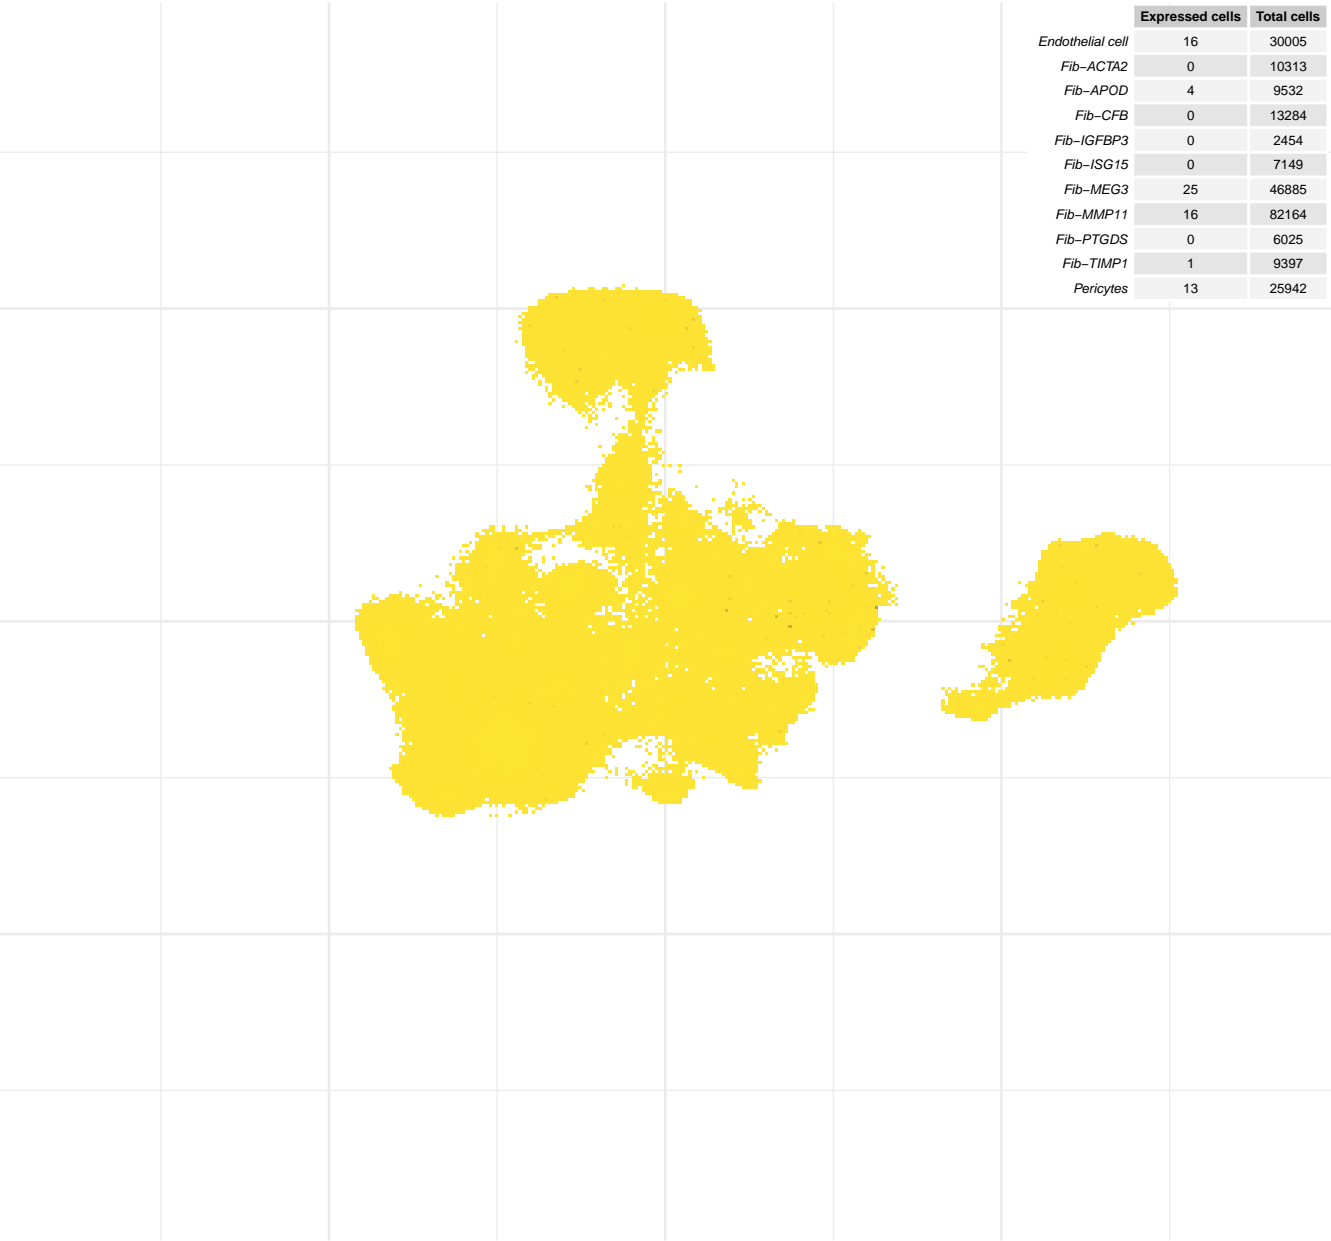 Expressed cells Total cells
Endothelial cell 16 30005
Fib−ACTA2 0 10313
Fib−APOD 4 9532
Fib−CFB 0 13284
Fib−IGFBP3 0 2454
Fib−ISG15 0 7149
Fib−MEG3 25 46885
Fib−MMP11 16 82164
Fib−PTGDS 0 6025
Fib−TIMP1 1 9397
Pericytes 13 25942